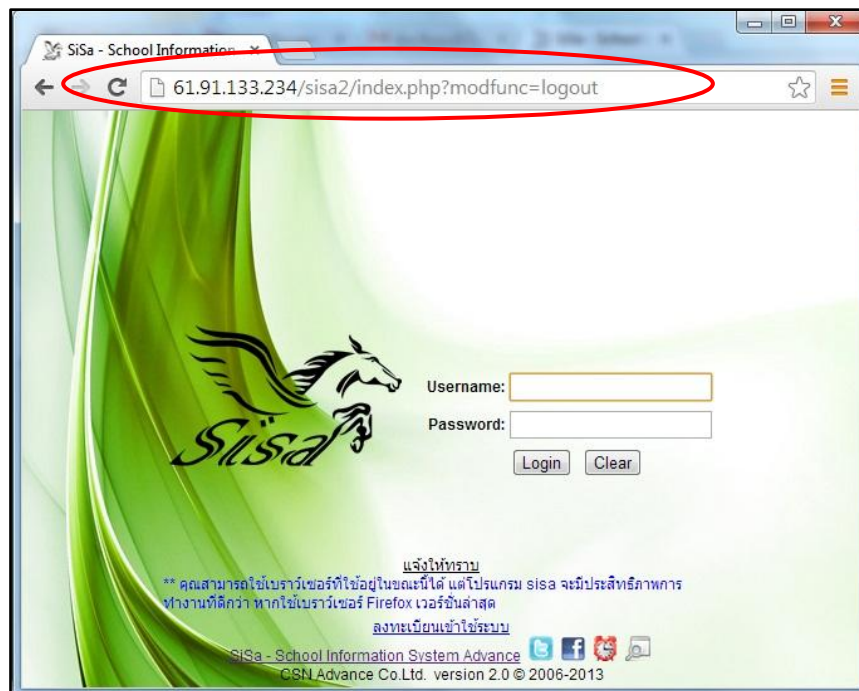 SiSa - School Information
61.91.133.234/sisa2/index.php?modfunc=logout
Username:
SiSa
Password:
Login Clear
แจ้งให้ทราบ
** คุณสามารถใช้เบราว์เซอร์ที่ใช้อยู่ในขณะนี้ได้ แต่โปรแกรม sisa จะมีประสิทธิภาพการ
ทำงานที่ดีกว่า หากใช้เบราว์เซอร์ Firefox เวอร์ชั่นล่าสุด
ลงทะเบียนเข้าใช้ระบบ
SiSa - School Information System Advance
CSN Advance Co.Ltd. version 2.0 © 2006-2013